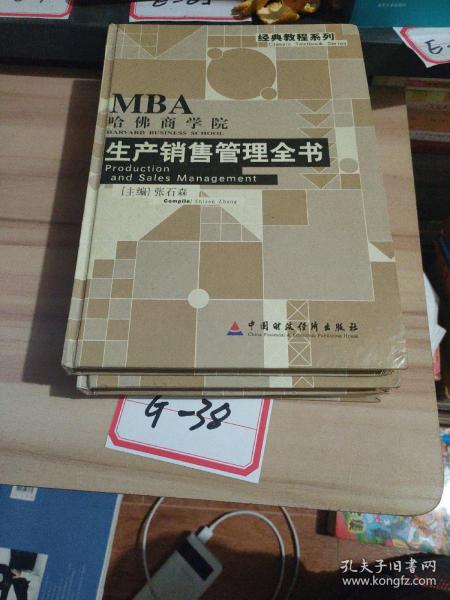 经典教程系列
Classic Textbook Series
MBA
哈佛商学院
HARVARD BUSINESS SCHOOL
生产销售管理全书
Production
and Sales Management
[主编] 张石森
Compile/ Shisen Zhang
中国财政经济出版社
China Financial & Economic Publishing House
G-38
孔夫子旧书网
www.kongfz.com